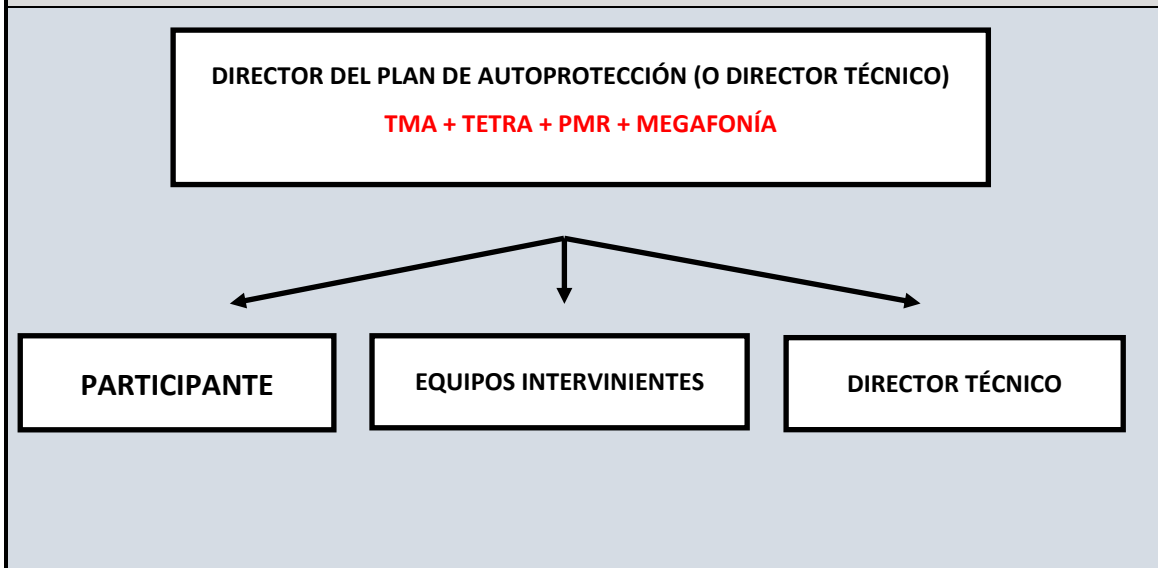 DIRECTOR DEL PLAN DE AUTOPROTECCIÓN (O DIRECTOR TÉCNICO)
TMA + TETRA + PMR + MEGAFONÍA
PARTICIPANTE
EQUIPOS INTERVINIENTES
DIRECTOR TÉCNICO